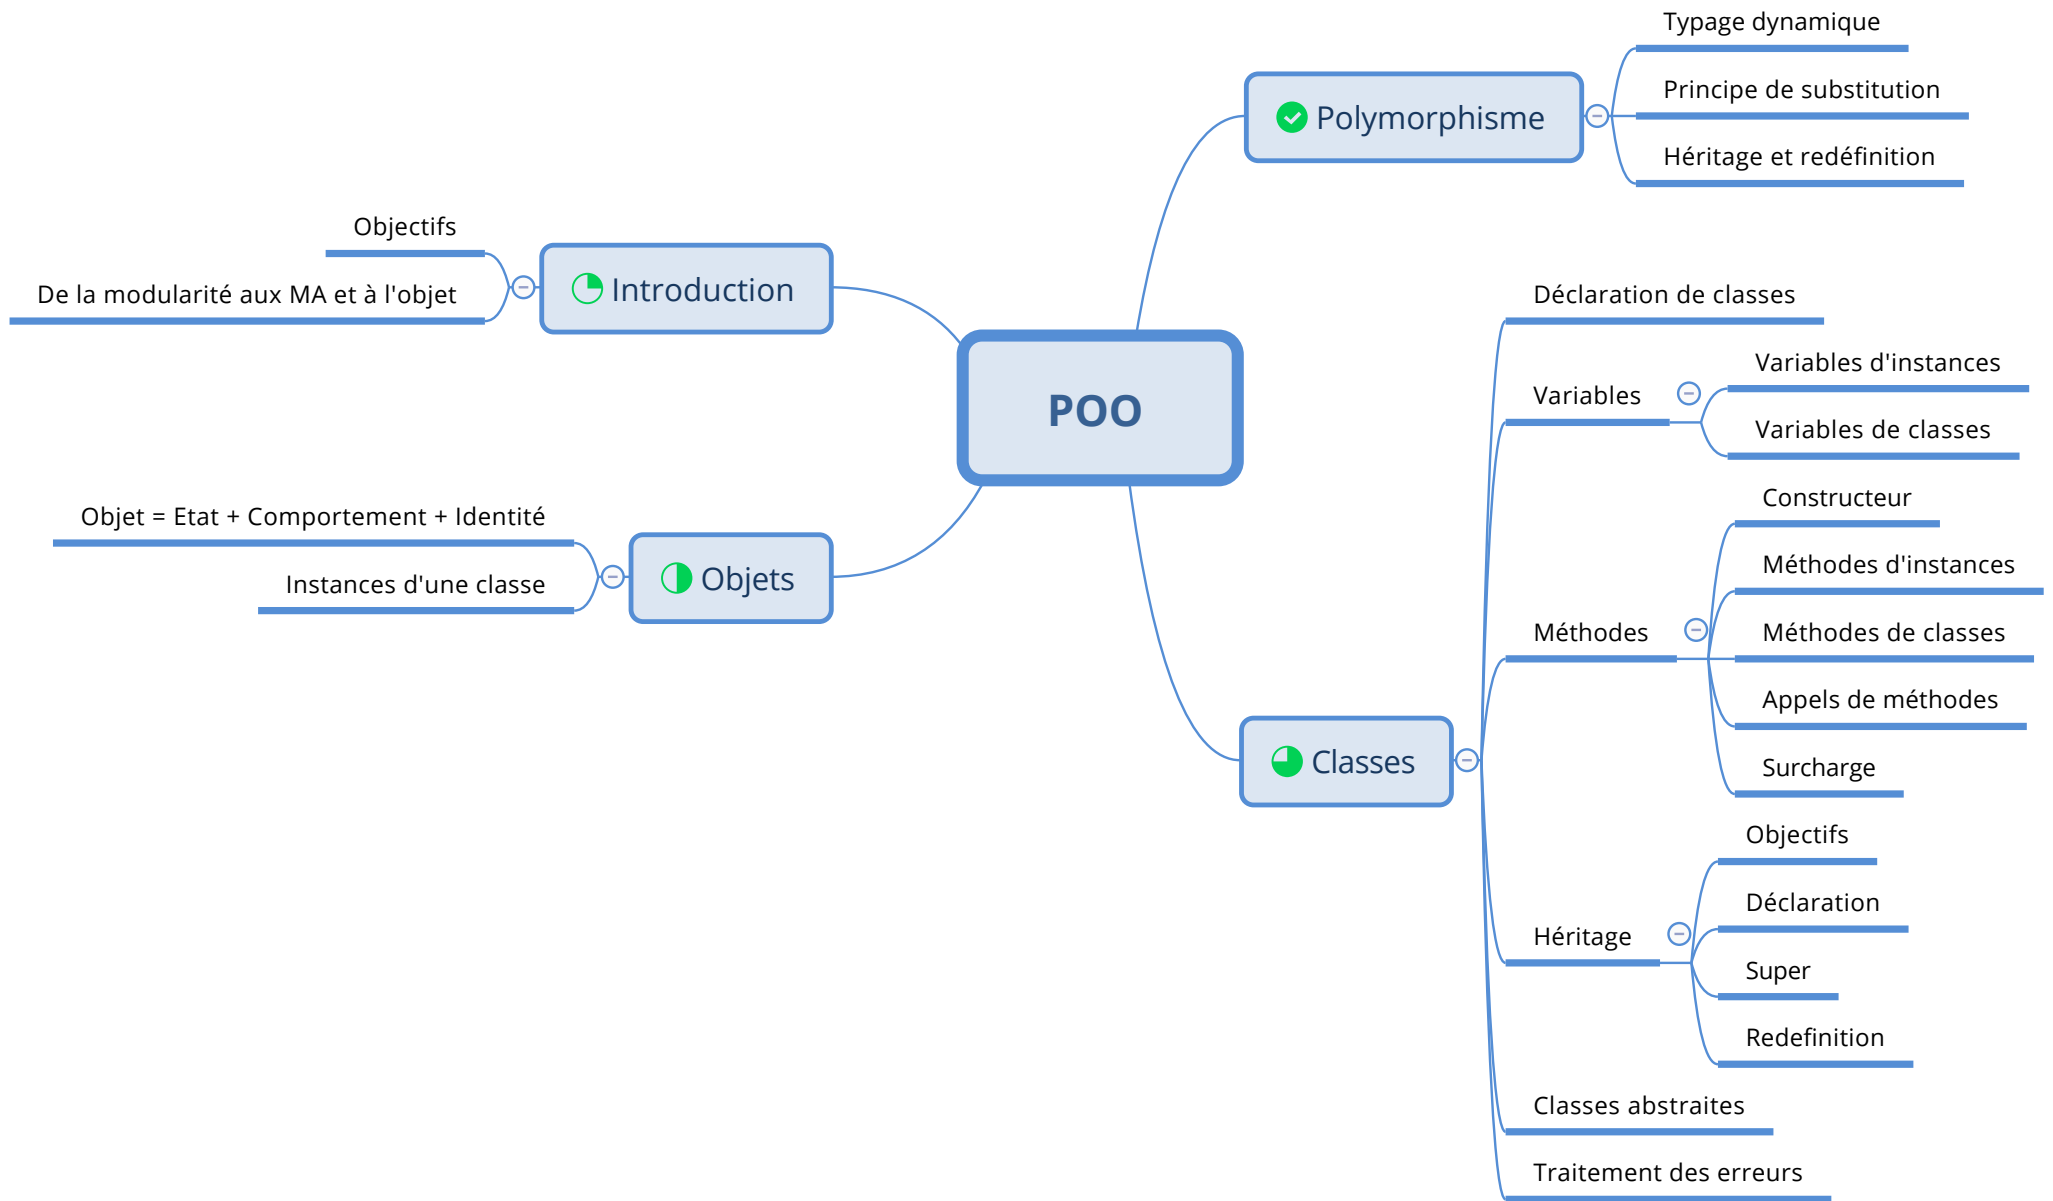 POO
Introduction
Objectifs
De la modularité aux MA et à l'objet
Objets
Objet = Etat + Comportement + Identité
Instances d'une classe
Classes
Déclaration de classes
Variables
Variables d'instances
Variables de classes
Méthodes
Constructeur
Méthodes d'instances
Méthodes de classes
Appels de méthodes
Surcharge
Héritage
Objectifs
Déclaration
Super
Redefinition
Classes abstraites
Traitement des erreurs
Polymorphisme
Typage dynamique
Principe de substitution
Héritage et redéfinition